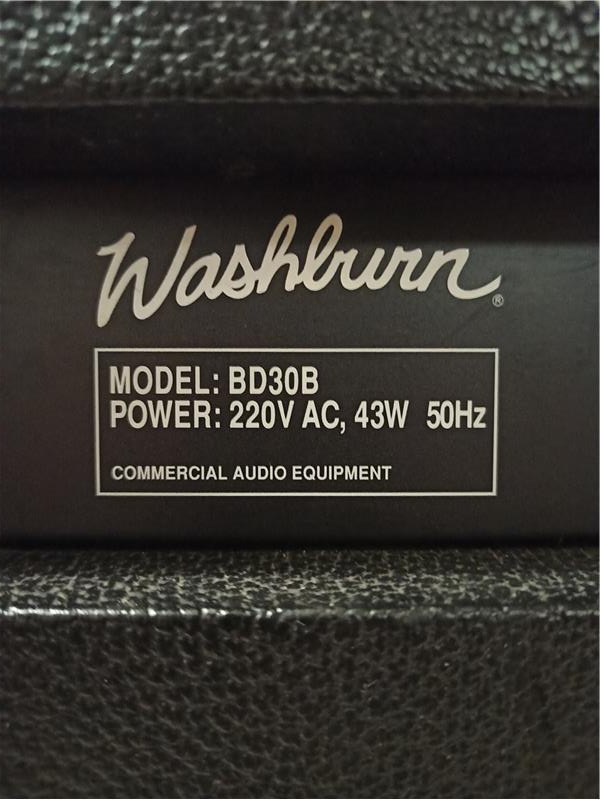 Washburn®
MODEL: BD30B
POWER: 220V AC, 43W 50Hz
COMMERCIAL AUDIO EQUIPMENT